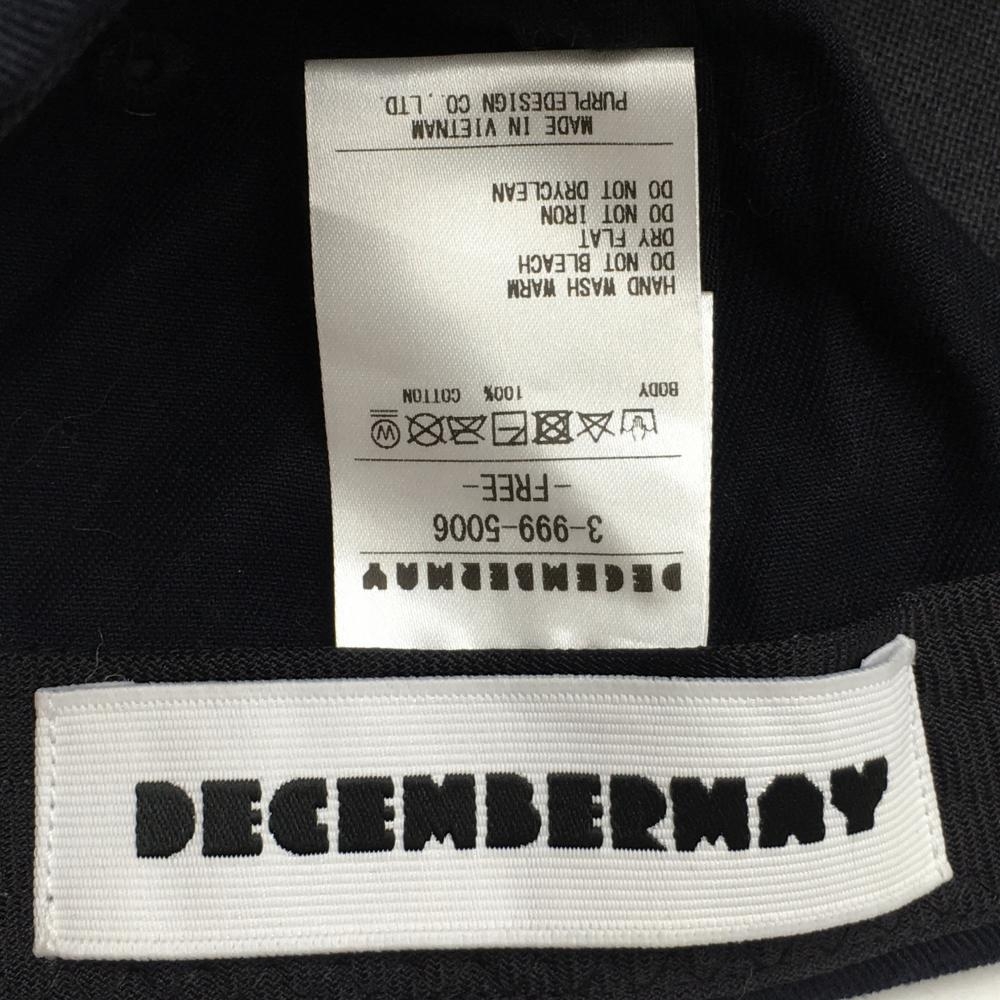 DECEMBERMAY
3-999-5006
-FREE-
BODY 100% COTTON
HAND WASH WARM
DO NOT BLEACH
DRY FLAT
DO NOT IRON
DO NOT DRYCLEAN
MADE IN VIETNAM
PURPLEDESIGN CO., LTD.
DECEMBERMAY